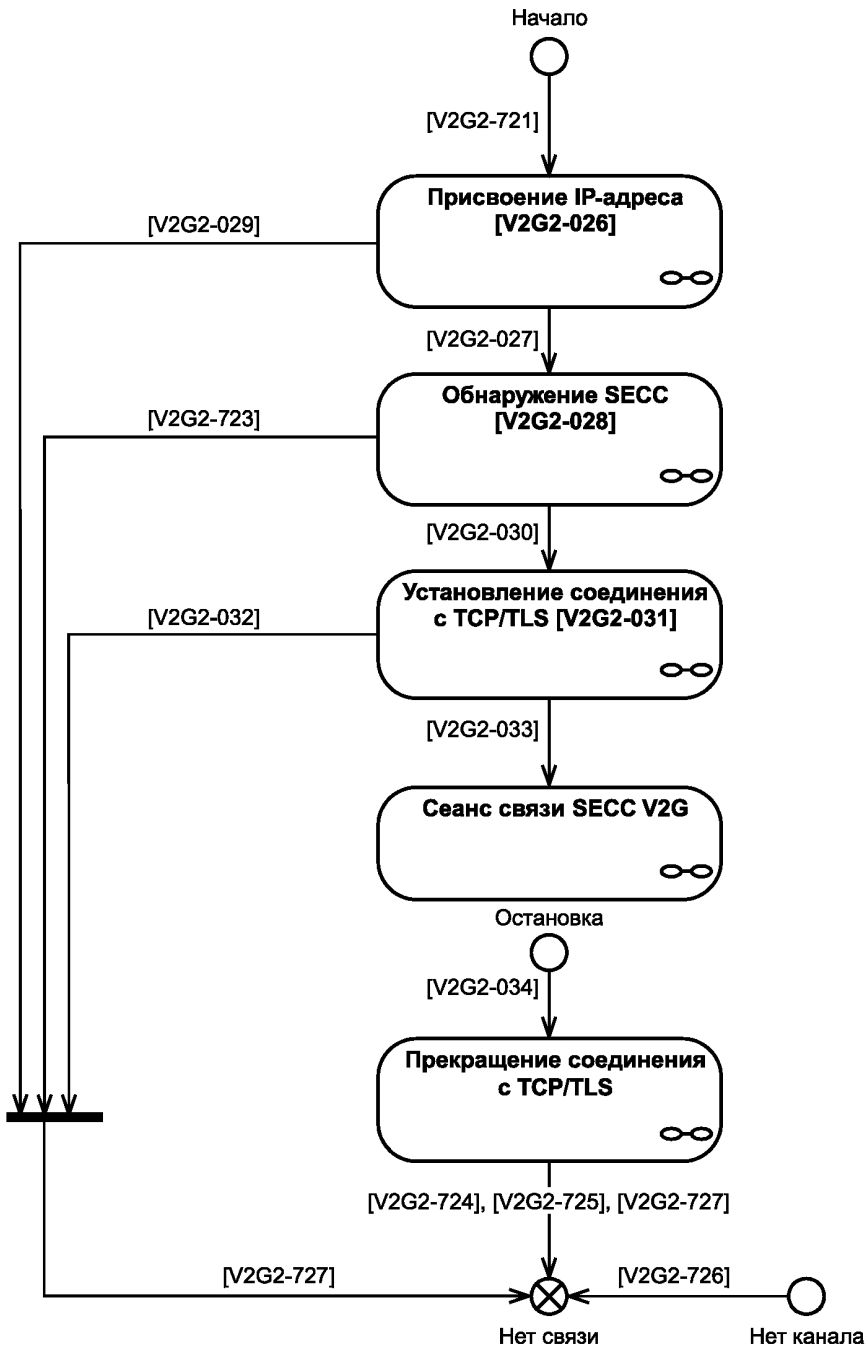 Начало
[V2G2-721]
Присвоение IP-адреса
[V2G2-026]
[V2G2-029]
[V2G2-027]
Обнаружение SECC
[V2G2-028]
[V2G2-723]
[V2G2-030]
Установление соединения
с TCP/TLS [V2G2-031]
[V2G2-032]
[V2G2-033]
Сеанс связи SECC V2G
Остановка
[V2G2-034]
Прекращение соединения
с TCP/TLS
[V2G2-724], [V2G2-725], [V2G2-727]
[V2G2-727]
[V2G2-726]
Нет связи
Нет канала